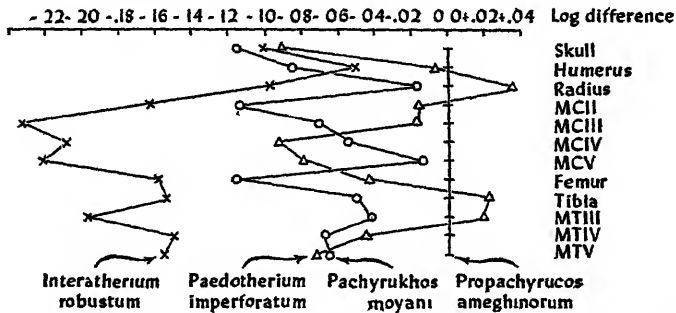 - 22 - .20 -.18 -.16 -.14 -.12 -.10 -.08 -06 -.04 -.02 0 0+.02+.04 Log difference
Skull
Humerus
Radius
MCII
MCIII
MCIV
MCV
Femur
Tibia
MTIII
MTIV
MTV
Interatherium robustum
Paedotherium imperforatum
Pachyrukhos moyani
Propachyrucos ameghinorum